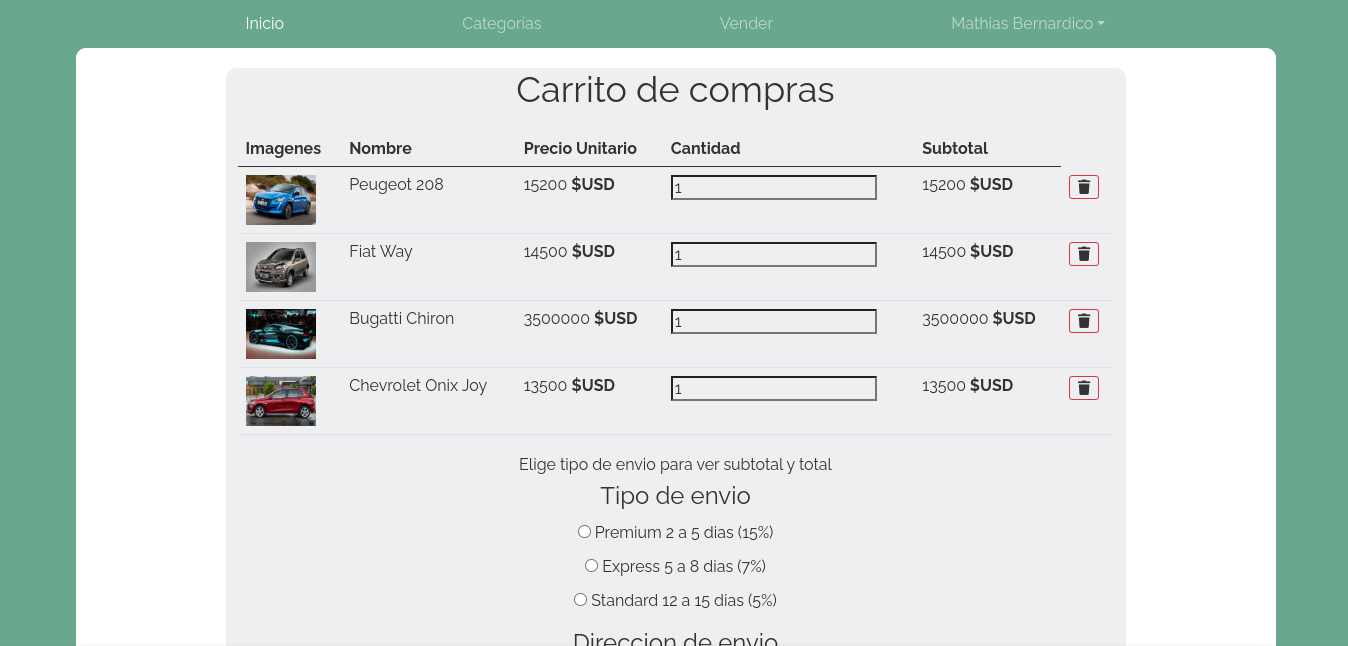 Inicio Categorías Vender Mathias Bernardico
Carrito de compras
Imagenes Nombre Precio Unitario Cantidad Subtotal
Peugeot 208 15200 $USD 1 15200 $USD
Fiat Way 14500 $USD 1 14500 $USD
Bugatti Chiron 3500000 $USD 1 3500000 $USD
Chevrolet Onix Joy 13500 $USD 1 13500 $USD
Elige tipo de envio para ver subtotal y total
Tipo de envio
Premium 2 a 5 dias (15%)
Express 5 a 8 dias (7%)
Standard 12 a 15 dias (5%)
Direccion de envio